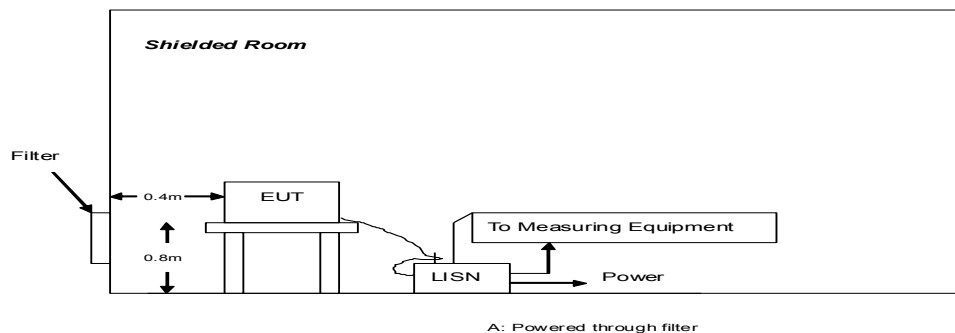 Shielded Room
Filter
0.4m
EUT
0.8m
To Measuring Equipment
LISN
Power
A: Powered through filter